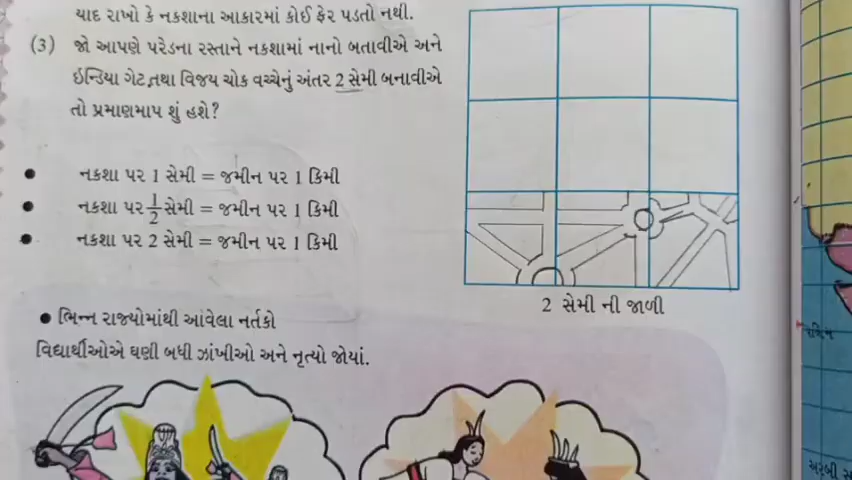 યાદ રાખો કે નકશાના આકારમાં કોઈ ફેર પડતો નથી.
(3) જો આપણે પરેડના રસ્તાને નકશામાં નાનો બતાવીએ અને
ઇન્ડિયા ગેટ તથા વિજય ચોક વચ્ચેનું અંતર 2 સેમી બનાવીએ
તો પ્રમાણમાપ શું હશે?
● નકશા પર 1 સેમી = જમીન પર 1 કિમી
● નકશા પર 1/2 સેમી = જમીન પર 1 કિમી
● નકશા પર 2 સેમી = જમીન પર 1 કિમી
2 સેમી ની જાળી
● ભિન્ન રાજ્યોમાંથી આવેલા નર્તકો
વિદ્યાર્થીઓએ ઘણી બધી ઝાંખીઓ અને નૃત્યો જોયાં.
અરબી